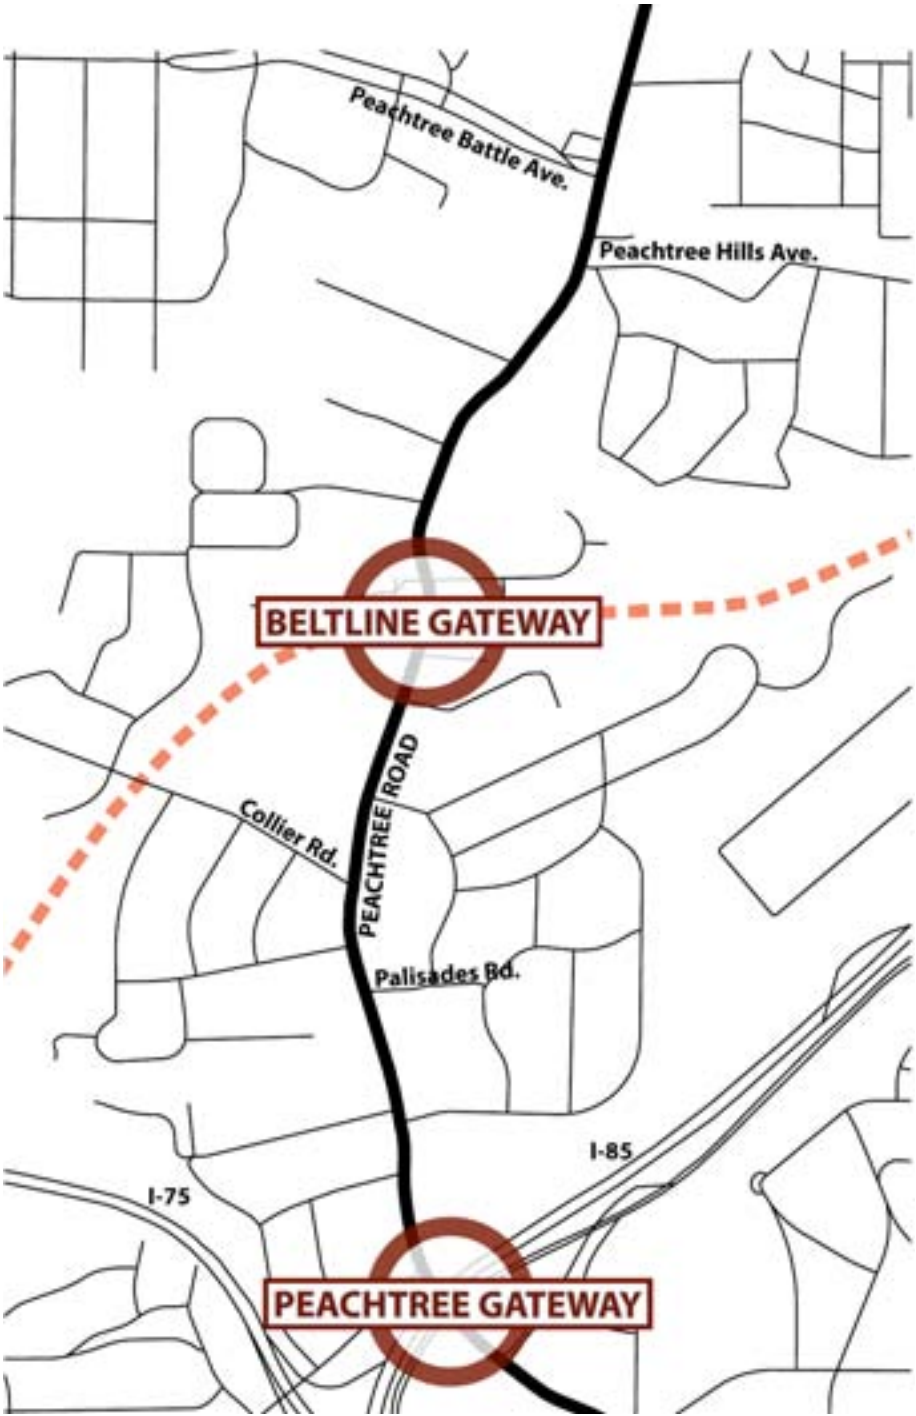 Peachtree Battle Ave.
Peachtree Hills Ave.
BELTLINE GATEWAY
PEACHTREE ROAD
Collier Rd.
Palisades Rd.
I-85
I-75
PEACHTREE GATEWAY